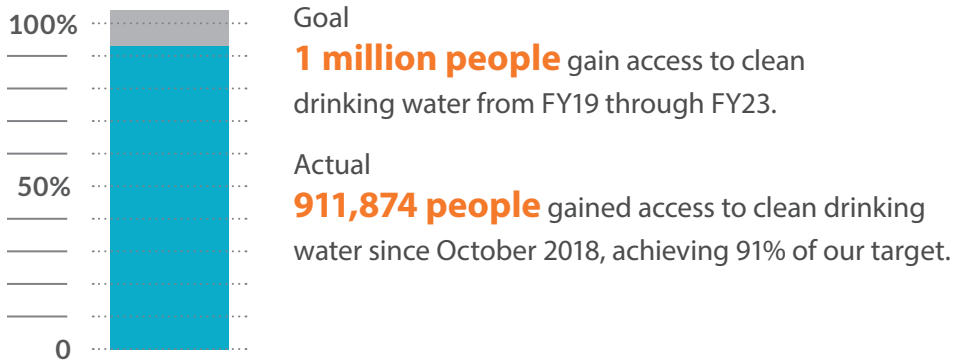 100%
50%
0
Goal
1 million people gain access to clean
drinking water from FY19 through FY23.
Actual
911,874 people gained access to clean drinking
water since October 2018, achieving 91% of our target.